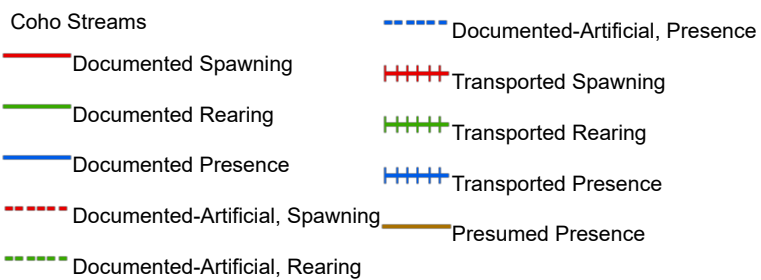 Coho Streams
Documented Spawning
Documented Rearing
Documented Presence
Documented-Artificial, Spawning
Documented-Artificial, Rearing
Documented-Artificial, Presence
Transported Spawning
Transported Rearing
Transported Presence
Presumed Presence